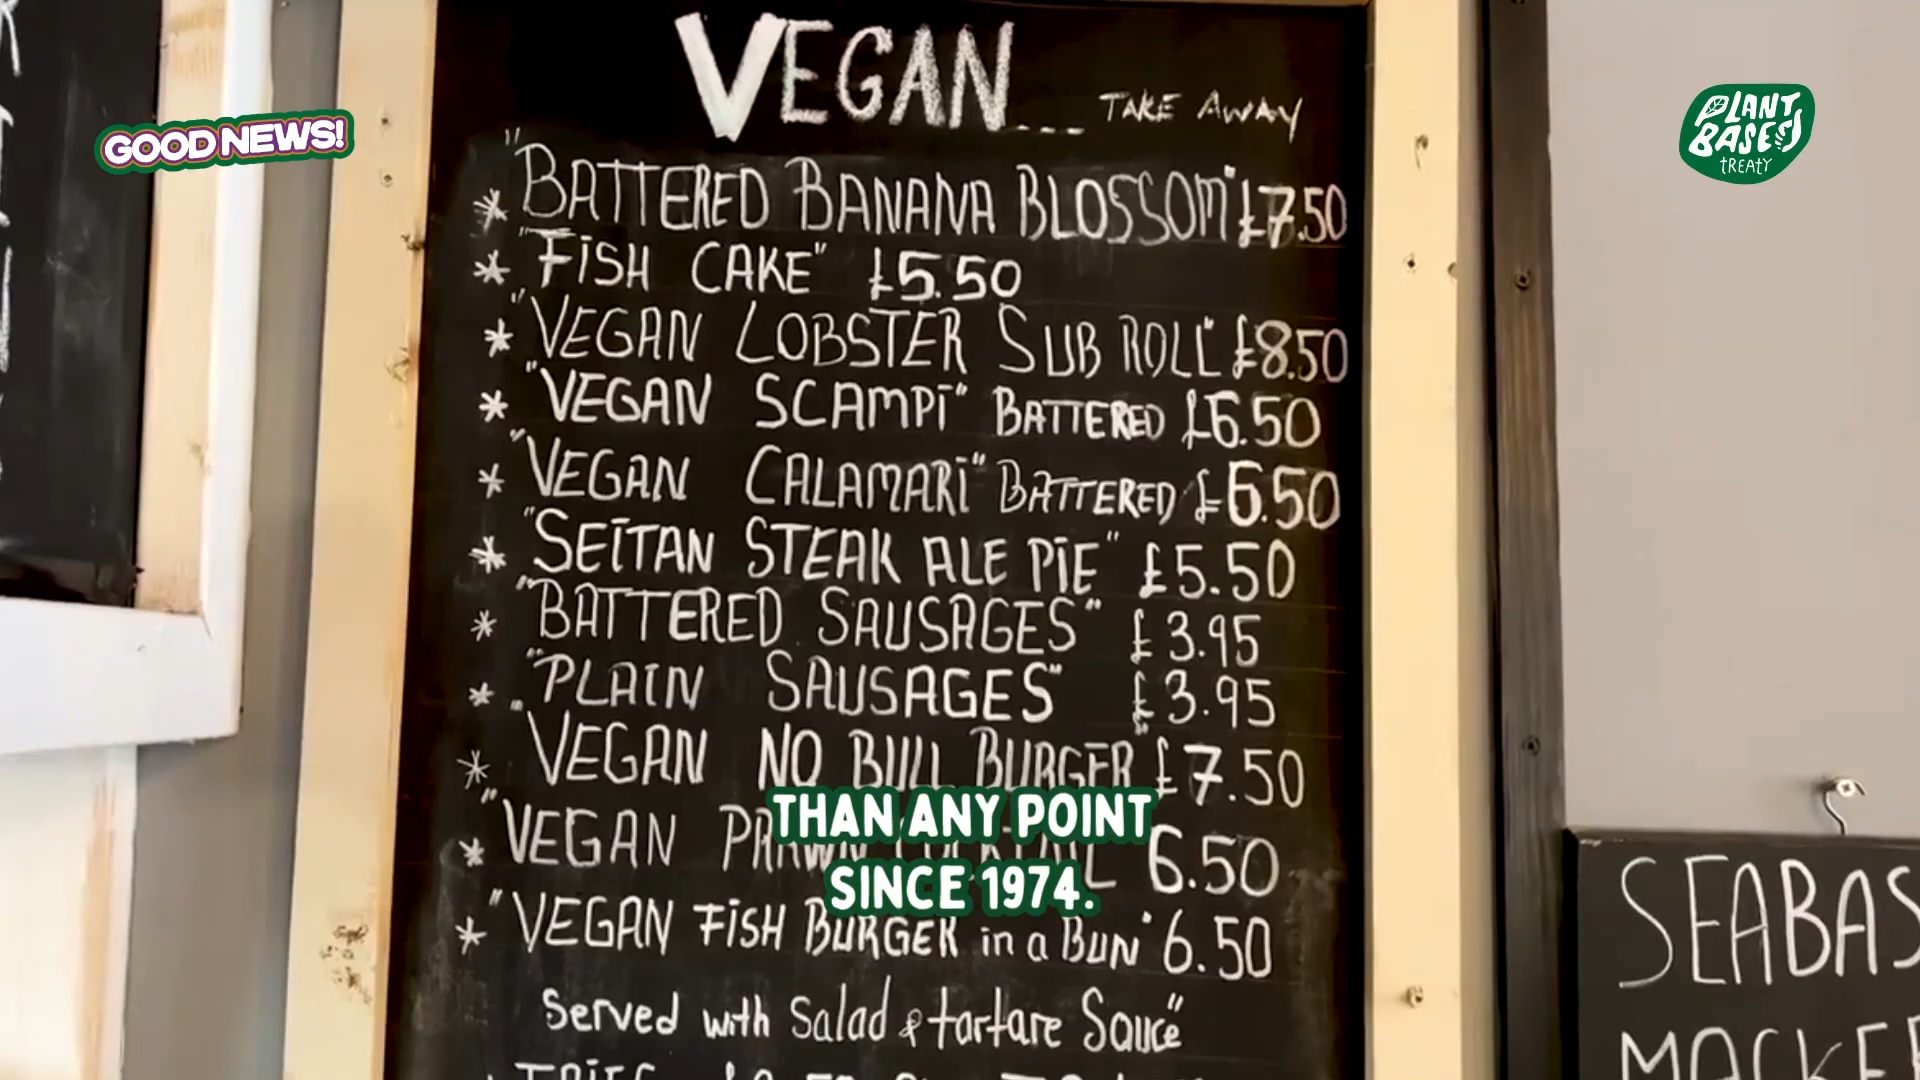 VEGAN... TAKE AWAY
GOOD NEWS!
PLANT
BASED
TREATY
* "BATTERED BANANA BLOSSOM" £7.50
* "FISH CAKE" £5.50
* "VEGAN LOBSTER SUB ROLL" £8.50
* "VEGAN SCAMPI" BATTERED £6.50
* "VEGAN CALAMARI" BATTERED £6.50
* "SEITAN STEAK ALE PIE" £5.50
* "BATTERED SAUSAGES" £3.95
* "PLAIN SAUSAGES" £3.95
* "VEGAN NO BULL BURGER" £7.50
* "VEGAN PRAWN COCKTAIL 6.50
THAN ANY POINT
SINCE 1974.
* "VEGAN FISH BURGER in a BUN" 6.50
Served with Salad & tartare Sauce"
SEABAS
MACKE